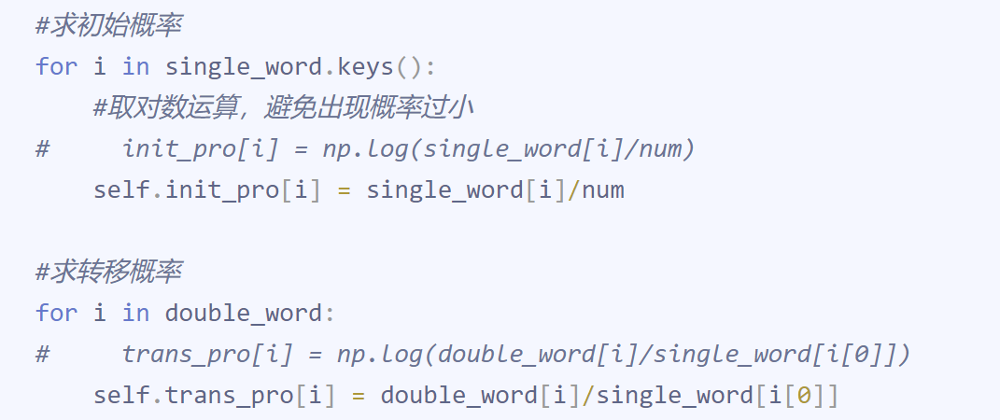 #求初始概率
for i in single_word.keys():
    #取对数运算，避免出现概率过小
#     init_pro[i] = np.log(single_word[i]/num)
    self.init_pro[i] = single_word[i]/num
#求转移概率
for i in double_word:
#     trans_pro[i] = np.log(double_word[i]/single_word[i[0]])
    self.trans_pro[i] = double_word[i]/single_word[i[0]]